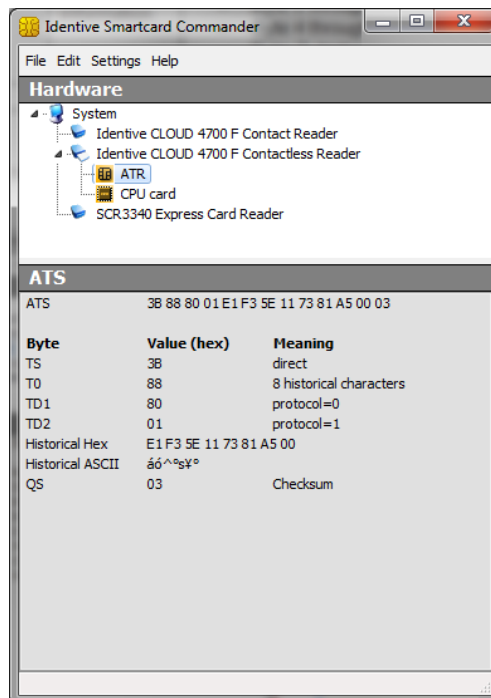 Identive Smartcard Commander
File Edit Settings Help
Hardware
System
Identive CLOUD 4700 F Contact Reader
Identive CLOUD 4700 F Contactless Reader
ATR
CPU card
SCR3340 Express Card Reader
ATS
ATS 3B 88 80 01 E1 F3 5E 11 73 81 A5 00 03
Byte Value (hex) Meaning
TS 3B direct
T0 88 8 historical characters
TD1 80 protocol=0
TD2 01 protocol=1
Historical Hex E1 F3 5E 11 73 81 A5 00
Historical ASCII áó^ºs¥º
QS 03 Checksum